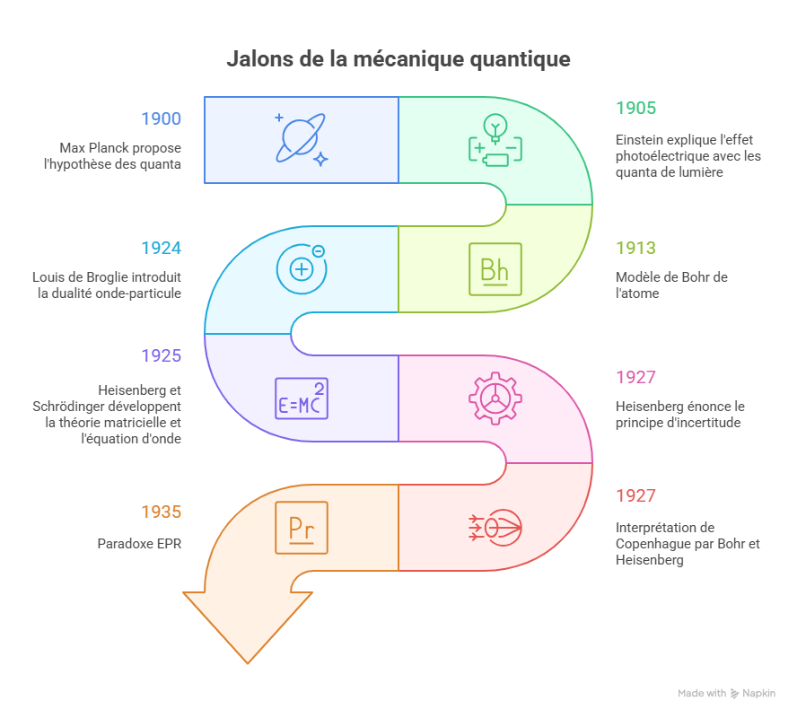 Jalons de la mécanique quantique
1900
Max Planck propose
l'hypothèse des quanta
1905
Einstein explique l'effet
photoélectrique avec les
quanta de lumière
+ −
1913
Modèle de Bohr de
l'atome
Bh
1924
Louis de Broglie introduit
la dualité onde-particule
1925
Heisenberg et
Schrödinger développent
la théorie matricielle et
l'équation d'onde
E=MC2
1927
Heisenberg énonce le
principe d'incertitude
1927
Interprétation de
Copenhague par Bohr et
Heisenberg
1935
Paradoxe EPR
Pr
Made with Napkin